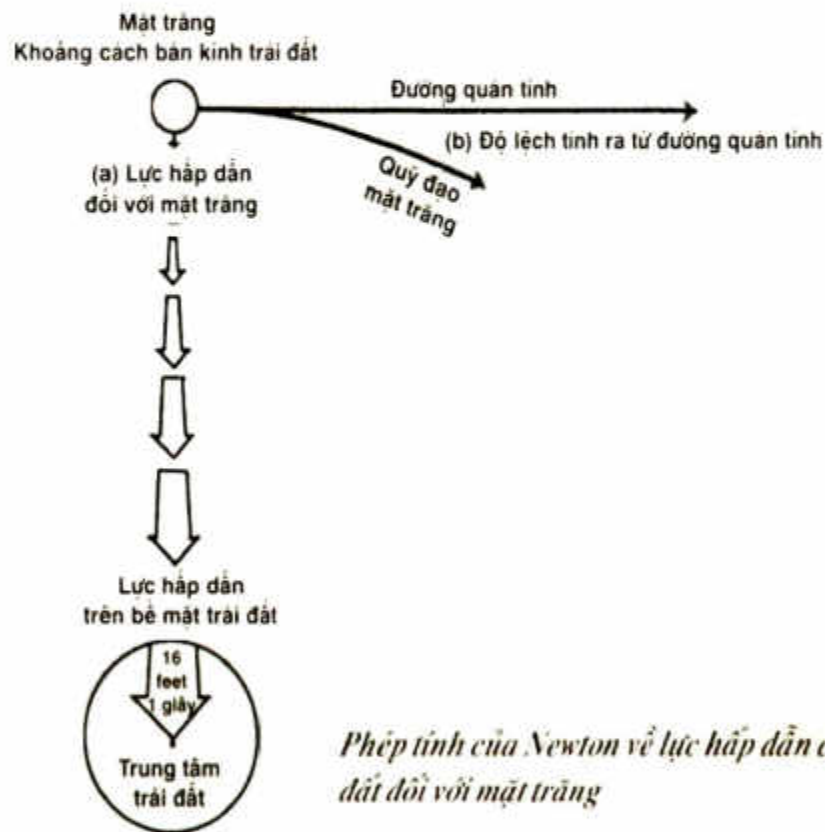 Mặt trăng
Khoảng cách bán kính trái đất
Đường quán tính
(b) Độ lệch tính ra từ đường quán tính
Quỹ đạo
mặt trăng
(a) Lực hấp dẫn
đối với mặt trăng
Lực hấp dẫn
trên bề mặt trái đất
16
feet
1 giây
Trung tâm
trái đất
Phép tính của Newton về lực hấp dẫn
đất đối với mặt trăng